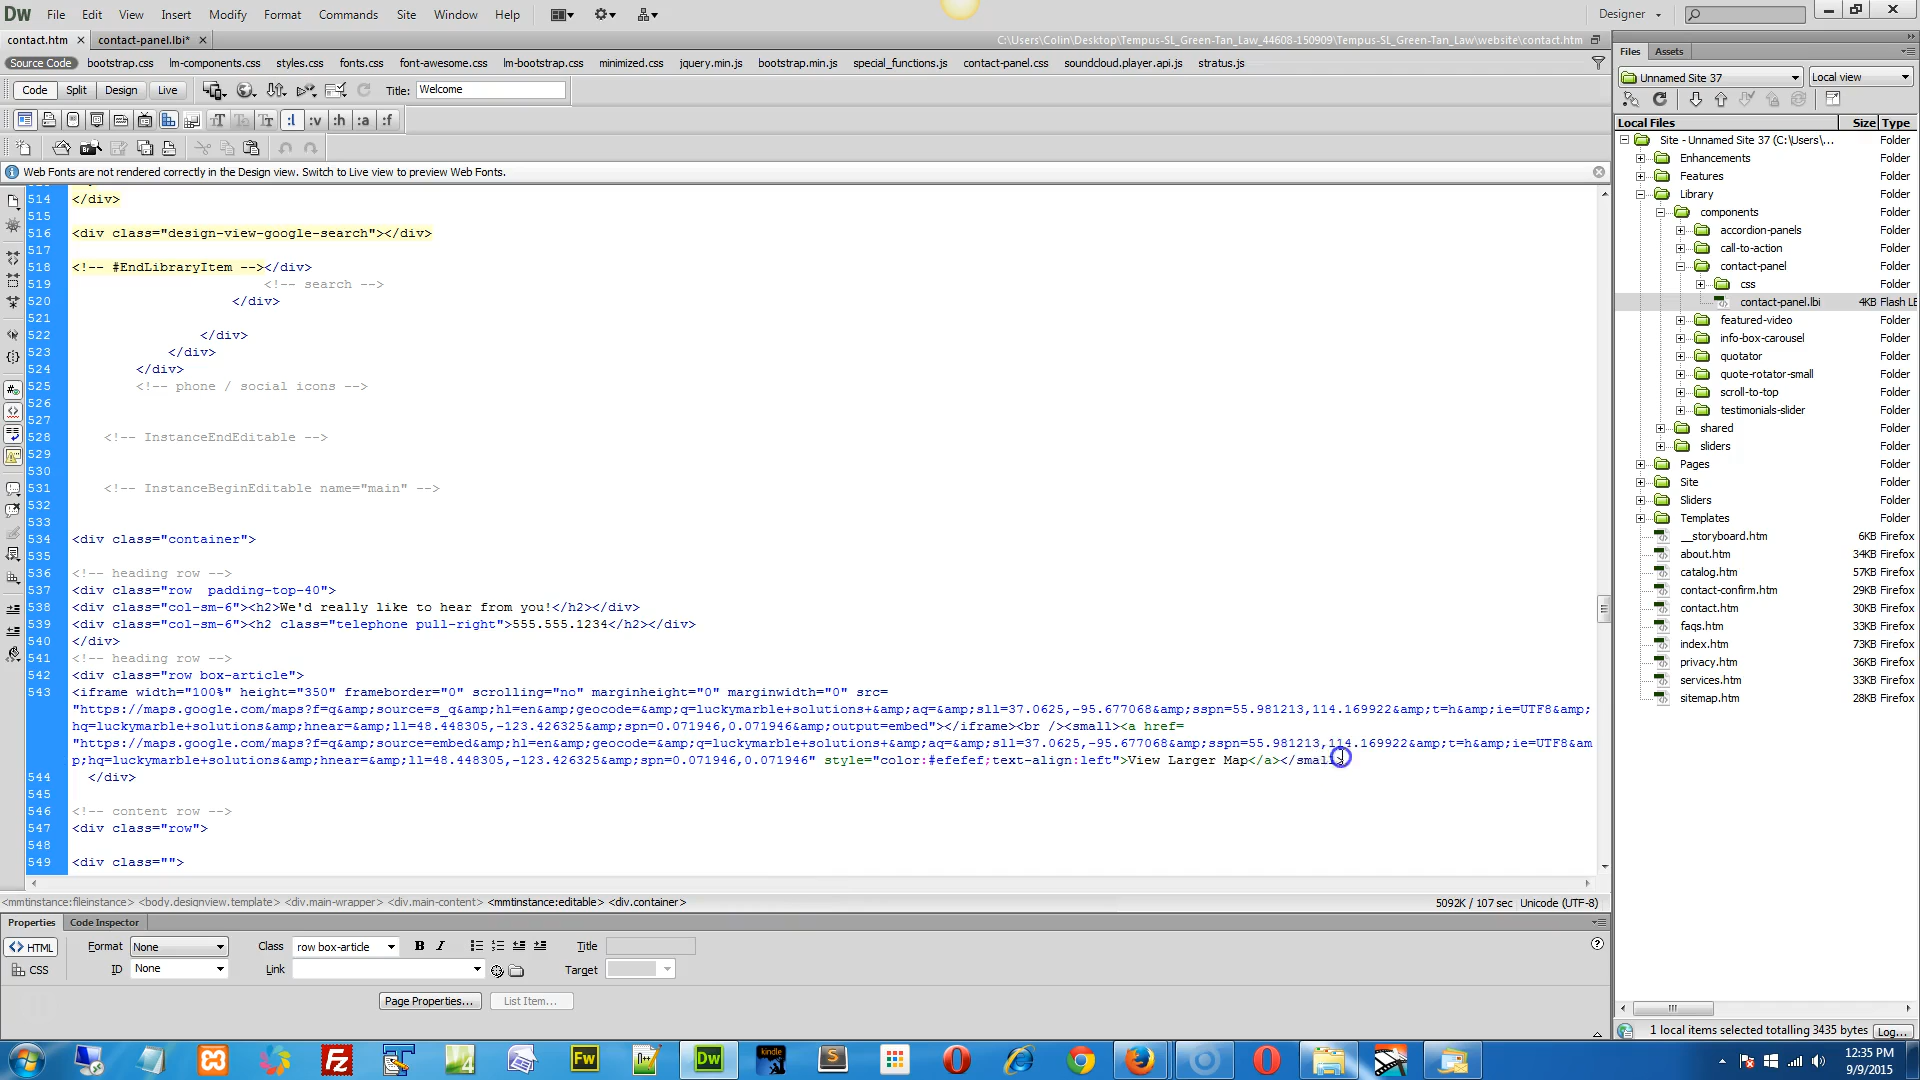 Dw File Edit View Insert Modify Format Commands Site Window Help Designer
contact.htm × contact-panel.lbi* × C:\Users\Colin\Desktop\Tempus-SL_Green-Tan_Law_44608-150909\Tempus-SL_Green-Tan_Law\website\contact.htm
Source Code bootstrap.css lm-components.css styles.css fonts.css font-awesome.css lm-bootstrap.css minimized.css jquery.min.js bootstrap.min.js special_functions.js contact-panel.css soundcloud.player.api.js stratus.js
Code Split Design Live Title: Welcome
:l :v :h :a :f
Web Fonts are not rendered correctly in the Design view. Switch to Live view to preview Web Fonts.
514 </div>
515
516 <div class="design-view-google-search"></div>
517
518 <!-- #EndLibraryItem --></div>
519 <!-- search -->
520 </div>
521
522 </div>
523 </div>
524 </div>
525 <!-- phone / social icons -->
526
527
528 <!-- InstanceEndEditable -->
529
530
531 <!-- InstanceBeginEditable name="main" -->
532
533
534 <div class="container">
535
536 <!-- heading row -->
537 <div class="row  padding-top-40">
538 <div class="col-sm-6"><h2>We'd really like to hear from you!</h2></div>
539 <div class="col-sm-6"><h2 class="telephone pull-right">555.555.1234</h2></div>
540 </div>
541 <!-- heading row -->
542 <div class="row box-article">
543 <iframe width="100%" height="350" frameborder="0" scrolling="no" marginheight="0" marginwidth="0" src=
"https://maps.google.com/maps?f=q&amp;source=s_q&amp;hl=en&amp;geocode=&amp;q=luckymarble+solutions+&amp;aq=&amp;sll=37.0625,-95.677068&amp;sspn=55.981213,114.169922&amp;t=h&amp;ie=UTF8&amp;
hq=luckymarble+solutions&amp;hnear=&amp;ll=48.448305,-123.426325&amp;spn=0.071946,0.071946&amp;output=embed"></iframe><br /><small><a href=
"https://maps.google.com/maps?f=q&amp;source=embed&amp;hl=en&amp;geocode=&amp;q=luckymarble+solutions+&amp;aq=&amp;sll=37.0625,-95.677068&amp;sspn=55.981213,114.169922&amp;t=h&amp;ie=UTF8&am
p;hq=luckymarble+solutions&amp;hnear=&amp;ll=48.448305,-123.426325&amp;spn=0.071946,0.071946" style="color:#efefef;text-align:left">View Larger Map</a></small>
544 </div>
545
546 <!-- content row -->
547 <div class="row">
548
549 <div class="">
<mmtinstance:fileinstance> <body.designview.template> <div.main-wrapper> <div.main-content> <mmtinstance:editable> <div.container> 5092K / 107 sec Unicode (UTF-8)
Properties Code Inspector
<> HTML Format None Class row box-article B I Title
CSS ID None Link Target
Page Properties... List Item...
Files Assets
Unnamed Site 37 Local view
Local Files Size Type
Site - Unnamed Site 37 (C:\Users\... Folder
Enhancements Folder
Features Folder
Library Folder
components Folder
accordion-panels Folder
call-to-action Folder
contact-panel Folder
css Folder
contact-panel.lbi 4KB Flash LE
featured-video Folder
info-box-carousel Folder
quotator Folder
quote-rotator-small Folder
scroll-to-top Folder
testimonials-slider Folder
shared Folder
sliders Folder
Pages Folder
Site Folder
Sliders Folder
Templates Folder
__storyboard.htm 6KB Firefox
about.htm 34KB Firefox
catalog.htm 57KB Firefox
contact-confirm.htm 29KB Firefox
contact.htm 30KB Firefox
faqs.htm 33KB Firefox
index.htm 73KB Firefox
privacy.htm 36KB Firefox
services.htm 33KB Firefox
sitemap.htm 28KB Firefox
1 local items selected totalling 3435 bytes Log...
Fz Fw Dw kindle S
12:35 PM
9/9/2015